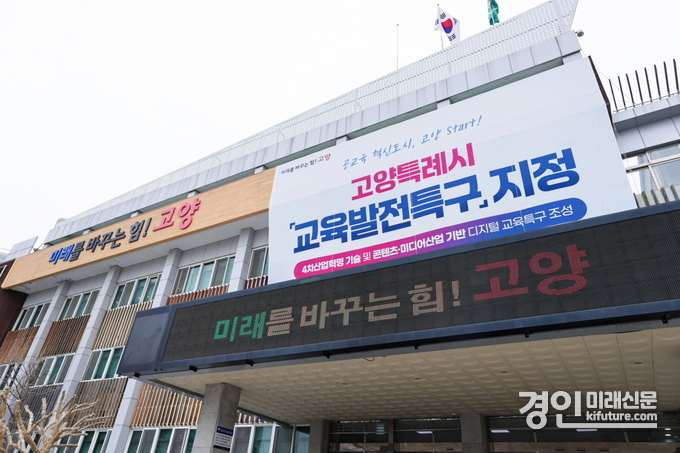 미래를 바꾸는 힘! 고양
공교육 혁신도시, 고양 Start!
고양특례시
「교육발전특구」 지정
4차산업혁명 기술 및 콘텐츠·미디어산업 기반 디지털 교육특구 조성
미래를 바꾸는 힘! 고양
미래를 바꾸는 힘! 고양
경인미래신문
kifuture.com